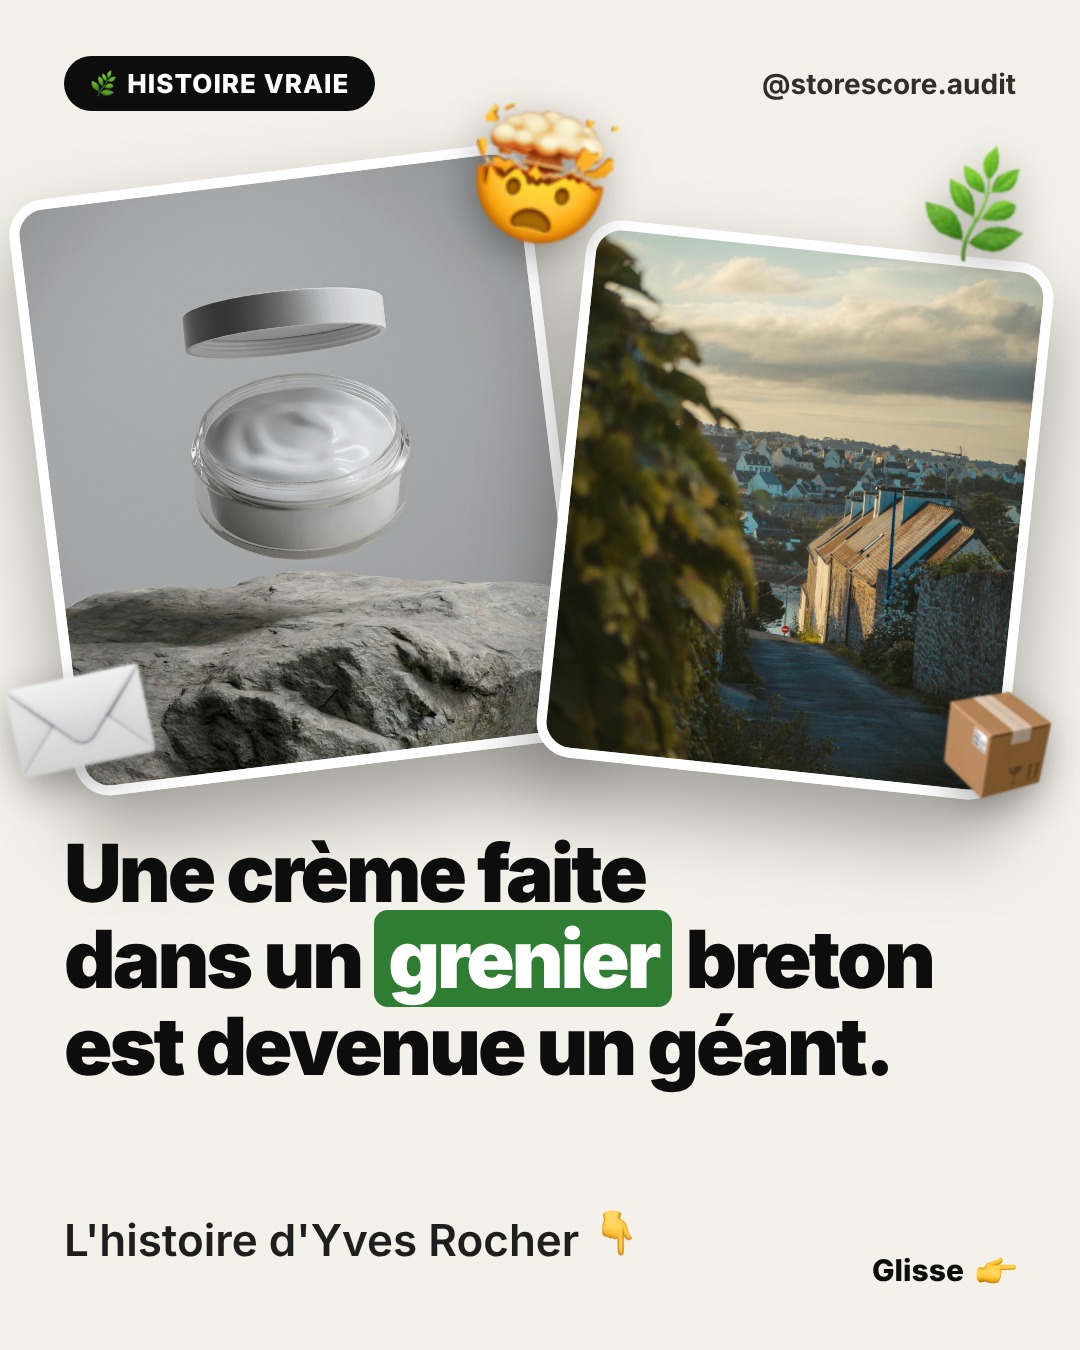 🌿 HISTOIRE VRAIE
@storescore.audit
Une crème faite
dans un grenier breton
est devenue un géant.
L'histoire d'Yves Rocher 👇
Glisse 👉